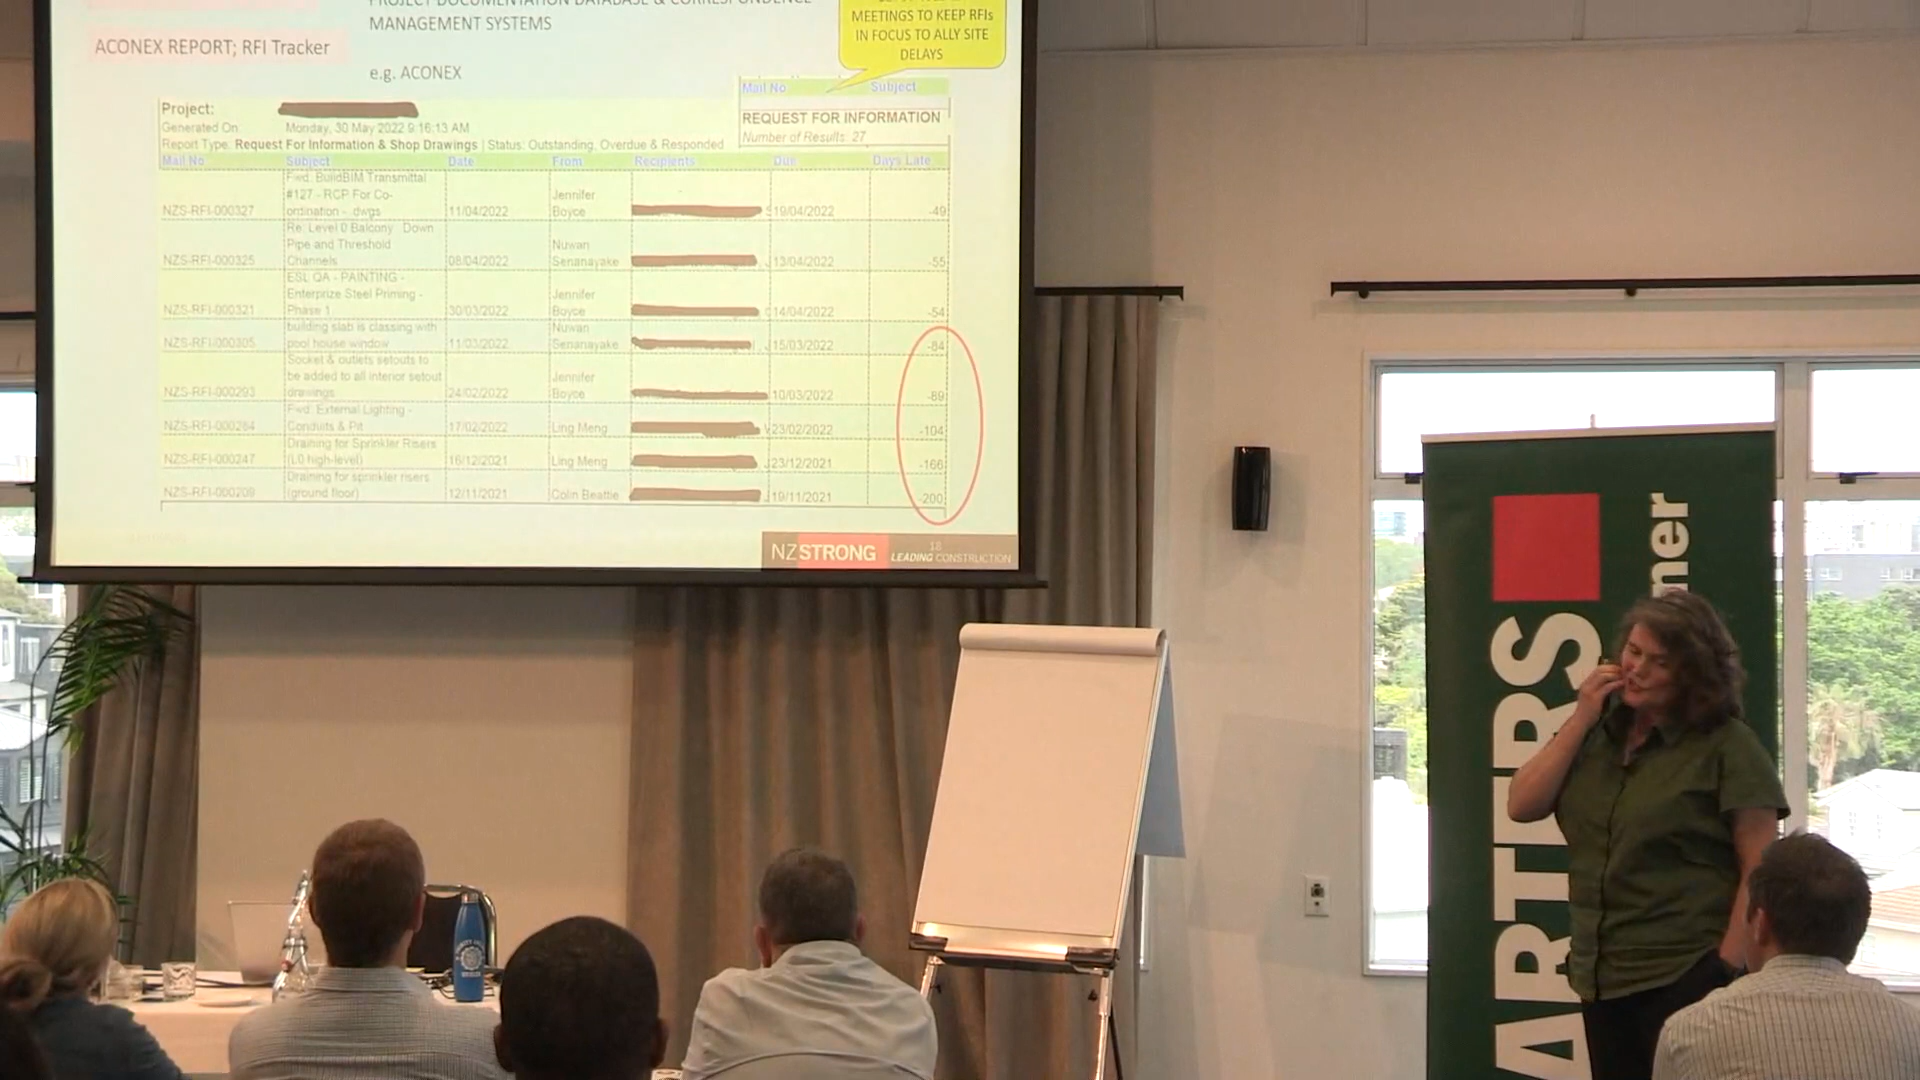 MANAGEMENT SYSTEMS
MEETINGS TO KEEP RFIs
IN FOCUS TO ALLY SITE
DELAYS
ACONEX REPORT; RFI Tracker
e.g. ACONEX
Mail No Subject
REQUEST FOR INFORMATION
Number of Results: 27
Project:
Generated On: Monday, 30 May 2022 9:16:13 AM
Report Type: Request For Information & Shop Drawings | Status: Outstanding, Overdue & Responded
Mail No Subject Date From Recipients Due Days Late
NZS-RFI-000327 Fwd: BuildBIM Transmittal #127 - RCP For Co-ordination - .dwgs 11/04/2022 Jennifer Boyce 19/04/2022 -49
NZS-RFI-000325 Re: Level 0 Balcony Down Pipe and Threshold Channels 08/04/2022 Nuwan Senanayake 13/04/2022 -55
NZS-RFI-000321 ESL QA - PAINTING - Enterprize Steel Priming - Phase 1 30/03/2022 Jennifer Boyce 14/04/2022 -54
NZS-RFI-000305 building slab is classing with pool house window 11/03/2022 Nuwan Senanayake 15/03/2022 -84
NZS-RFI-000293 Socket & outlets setouts to be added to all interior setout drawings 24/02/2022 Jennifer Boyce 10/03/2022 -89
NZS-RFI-000284 Fwd: External Lighting - Conduits & Pit 17/02/2022 Ling Meng 23/02/2022 -104
NZS-RFI-000247 Draining for Sprinkler Risers (L0 high-level) 16/12/2021 Ling Meng 23/12/2021 -166
NZS-RFI-000209 Draining for sprinkler risers (ground floor) 12/11/2021 Colin Beattie 19/11/2021 -200
NZSTRONG LEADING CONSTRUCTION
18
ARTERS
ner